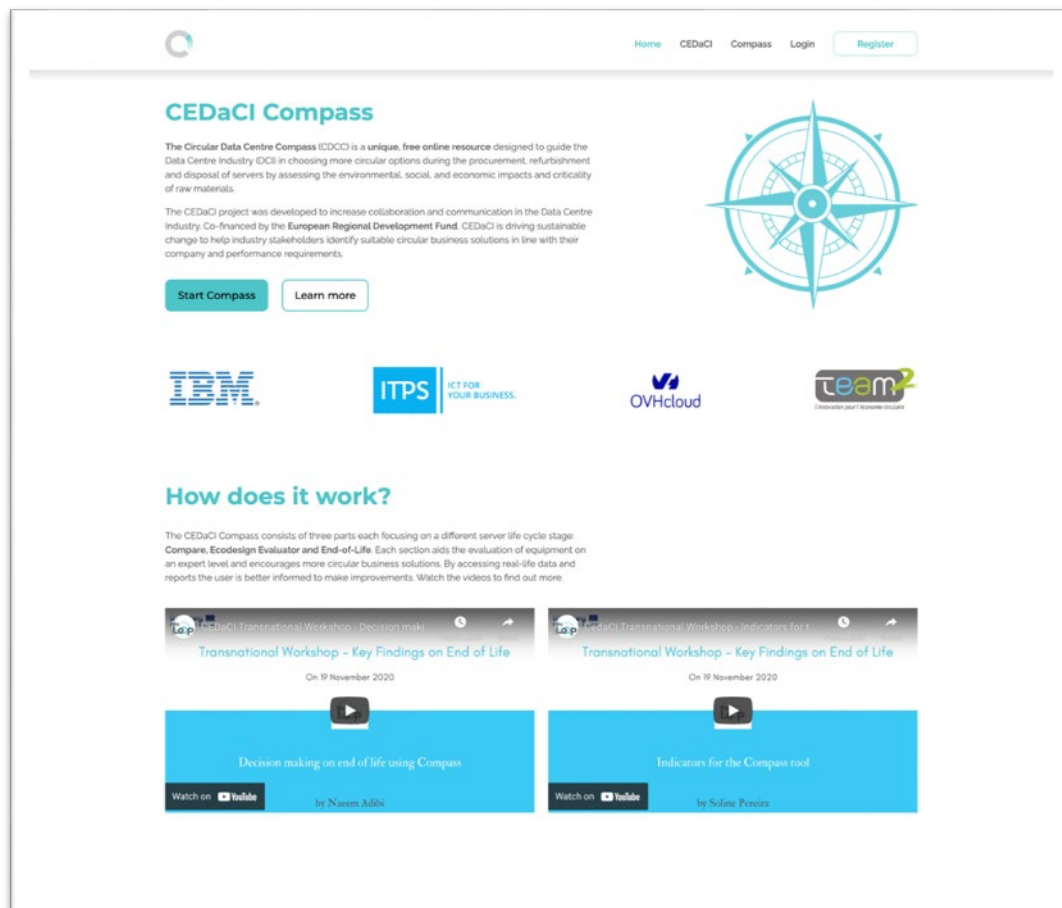 Home CEDaCI Compass Login Register
CEDaCI Compass
The Circular Data Centre Compass (CDCC) is a unique, free online resource designed to guide the
Data Centre Industry (DCI) in choosing more circular options during the procurement, refurbishment
and disposal of servers by assessing the environmental, social, and economic impacts and criticality
of raw materials.
The CEDaCI project was developed to increase collaboration and communication in the Data Centre
Industry. Co-financed by the European Regional Development Fund, CEDaCI is driving sustainable
change to help industry stakeholders identify suitable circular business solutions in line with their
company and performance requirements.
Start Compass Learn more
IBM
ITPS ICT FOR
YOUR BUSINESS.
OVHcloud
team2
l'innovation pour l'économie circulaire
How does it work?
The CEDaCI Compass consists of three parts each focusing on a different server life cycle stage:
Compare, Ecodesign Evaluator and End-of-Life. Each section aids the evaluation of equipment on
an expert level and encourages more circular business solutions. By accessing real-life data and
reports the user is better informed to make improvements. Watch the videos to find out more.
CEDaCI Transnational Workshop - Decision maki
Transnational Workshop - Key Findings on End of Life
On 19 November 2020
Decision making on end of life using Compass
Watch on YouTube
by Naeem Adibi
CedaCI Transnational Workshop - Indicators for t...
Transnational Workshop - Key Findings on End of Life
On 19 November 2020
Indicators for the Compass tool
Watch on YouTube
by Soline Pereira